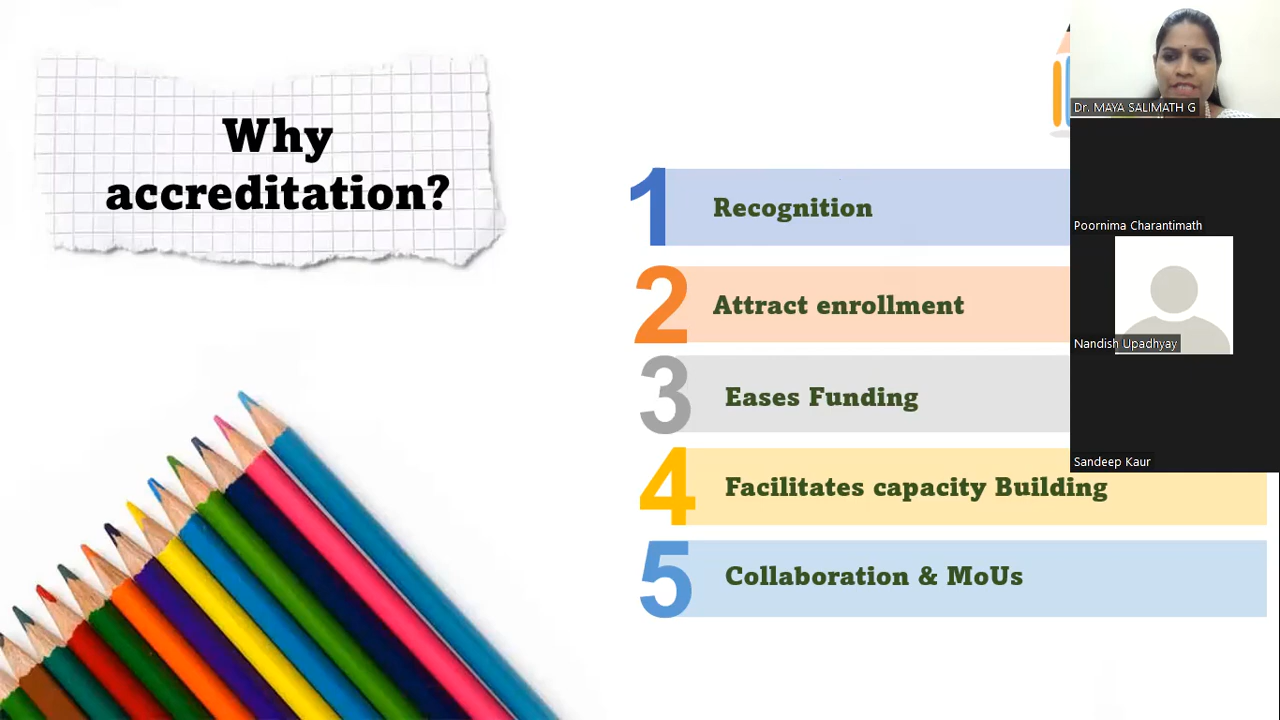 Why
accreditation?
1 Recognition
2 Attract enrollment
3 Eases Funding
4 Facilitates capacity Building
5 Collaboration & MoUs
Dr. MAYA SALIMATH G
Poornima Charantimath
Nandish Upadhyay
Sandeep Kaur